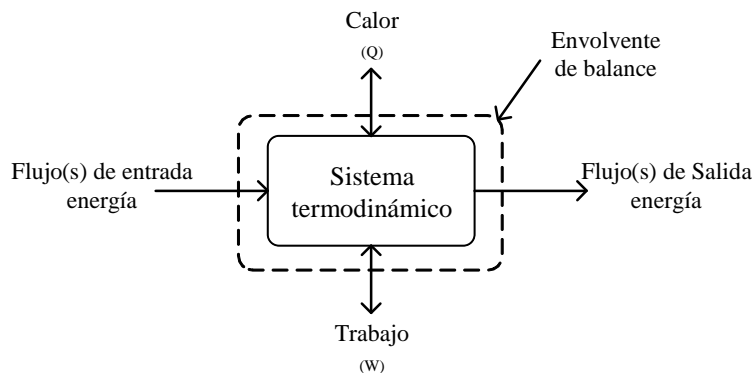 Calor
(Q)
Envolvente
de balance
Flujo(s) de entrada
energía
Sistema
termodinámico
Flujo(s) de Salida
energía
Trabajo
(W)